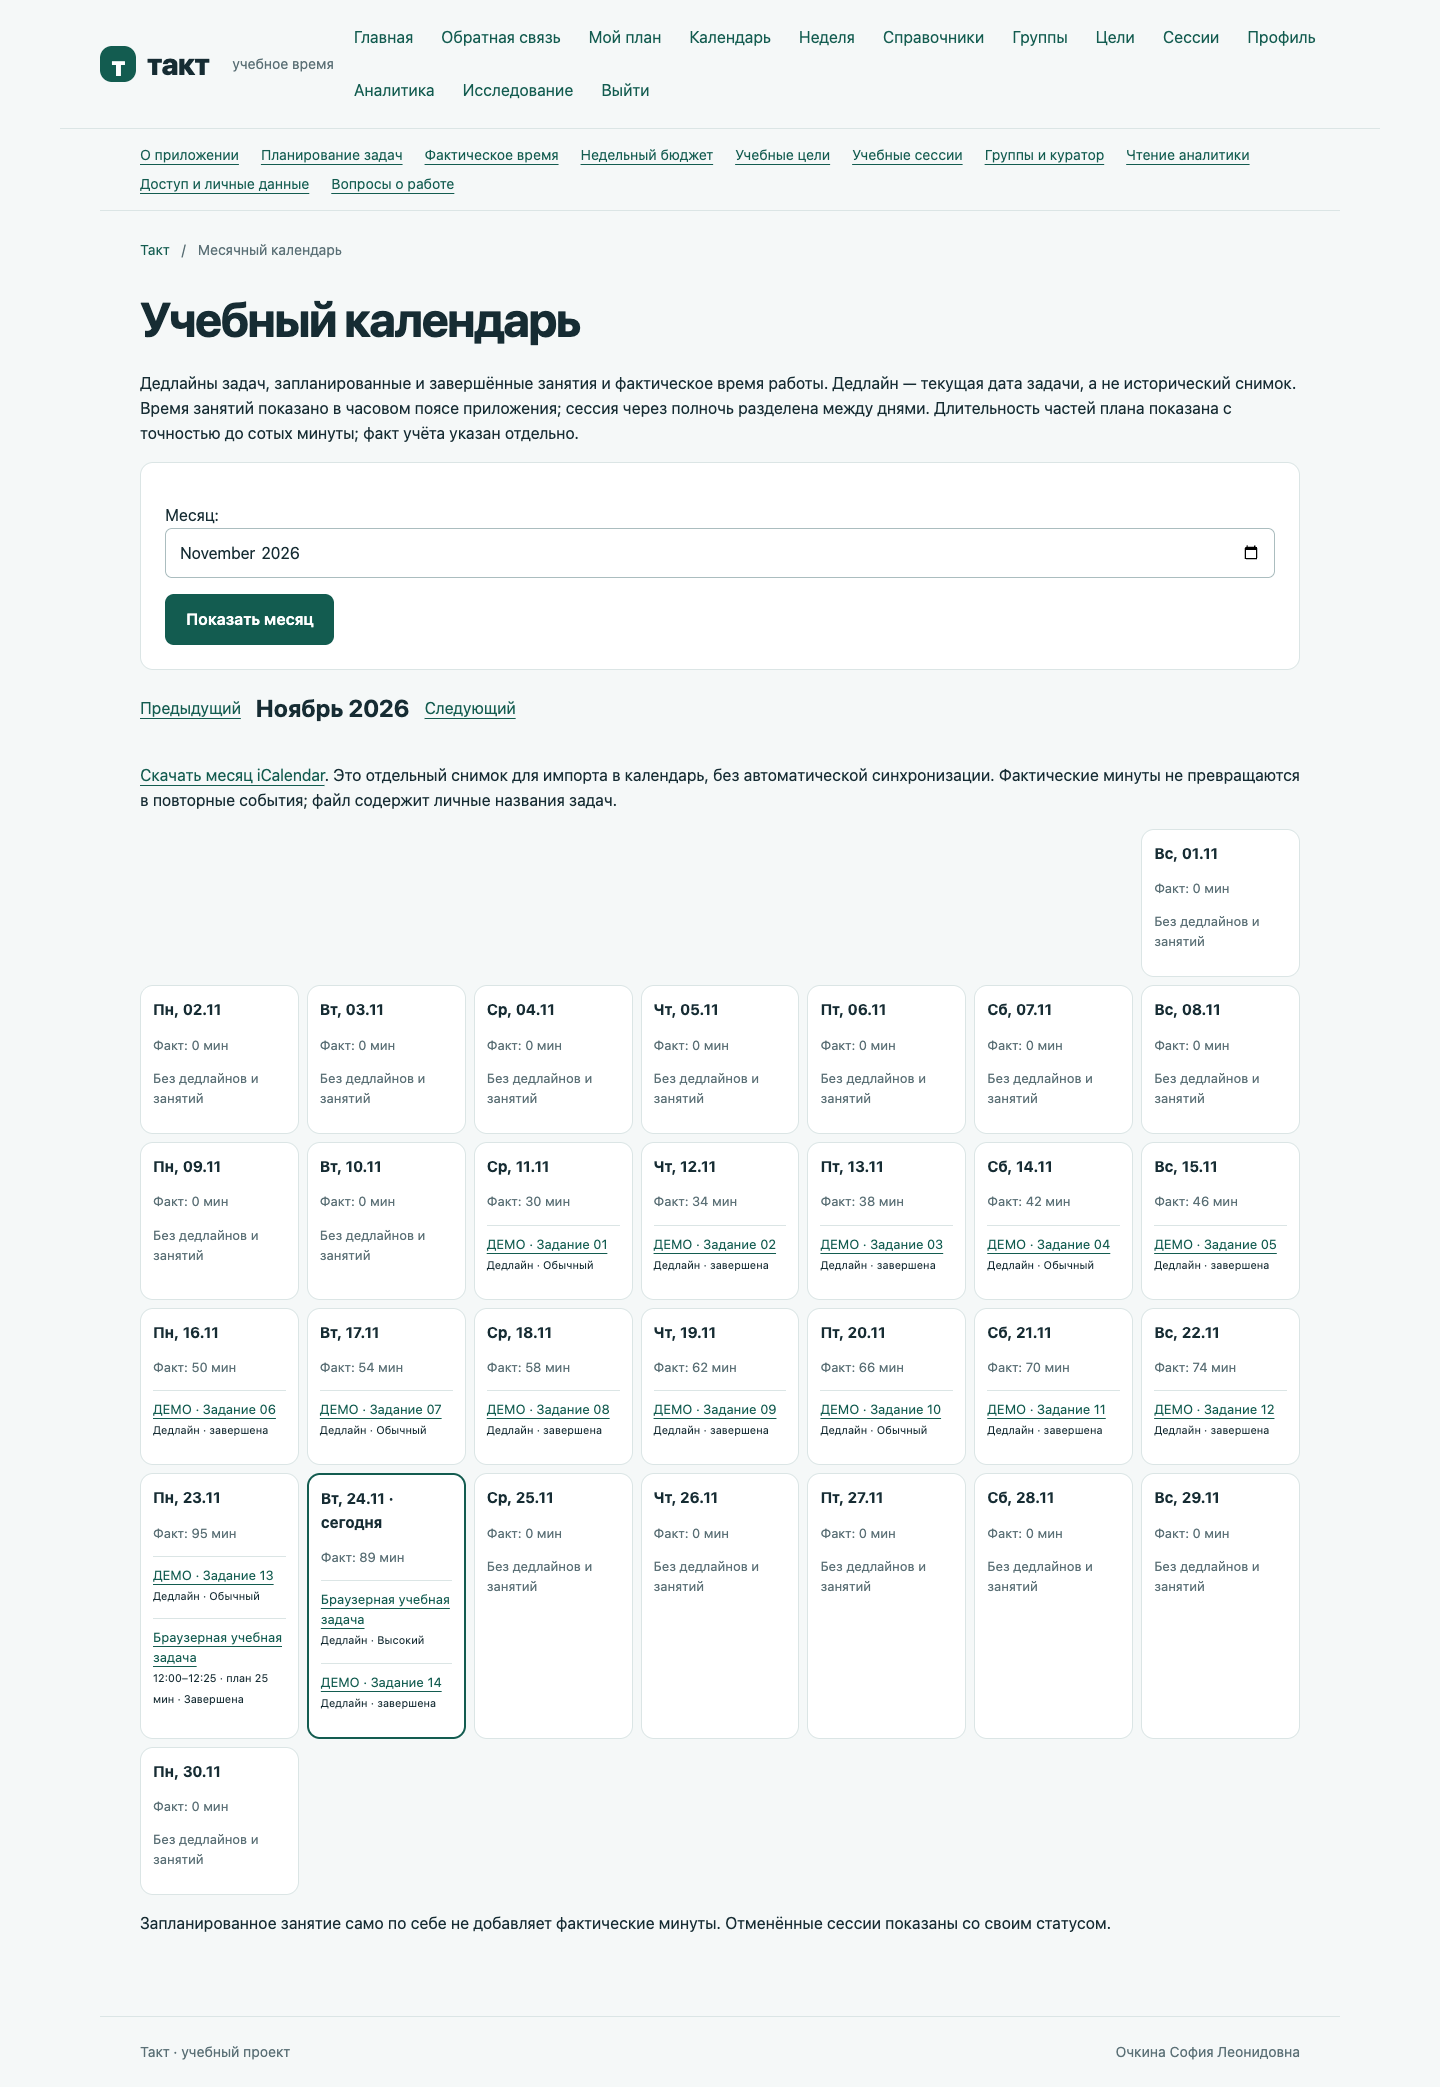 т такт учебное время
Главная Обратная связь Мой план Календарь Неделя Справочники Группы Цели Сессии Профиль
Аналитика Исследование Выйти
О приложении Планирование задач Фактическое время Недельный бюджет Учебные цели Учебные сессии Группы и куратор Чтение аналитики
Доступ и личные данные Вопросы о работе
Такт / Месячный календарь
Учебный календарь
Дедлайны задач, запланированные и завершённые занятия и фактическое время работы. Дедлайн — текущая дата задачи, а не исторический снимок.
Время занятий показано в часовом поясе приложения; сессия через полночь разделена между днями. Длительность частей плана показана с
точностью до сотых минуты; факт учёта указан отдельно.
Месяц:
November 2026
Показать месяц
Предыдущий Ноябрь 2026 Следующий
Скачать месяц iCalendar. Это отдельный снимок для импорта в календарь, без автоматической синхронизации. Фактические минуты не превращаются
в повторные события; файл содержит личные названия задач.
Вс, 01.11
Факт: 0 мин
Без дедлайнов и
занятий
Пн, 02.11
Факт: 0 мин
Без дедлайнов и
занятий
Вт, 03.11
Факт: 0 мин
Без дедлайнов и
занятий
Ср, 04.11
Факт: 0 мин
Без дедлайнов и
занятий
Чт, 05.11
Факт: 0 мин
Без дедлайнов и
занятий
Пт, 06.11
Факт: 0 мин
Без дедлайнов и
занятий
Сб, 07.11
Факт: 0 мин
Без дедлайнов и
занятий
Вс, 08.11
Факт: 0 мин
Без дедлайнов и
занятий
Пн, 09.11
Факт: 0 мин
Без дедлайнов и
занятий
Вт, 10.11
Факт: 0 мин
Без дедлайнов и
занятий
Ср, 11.11
Факт: 30 мин
ДЕМО · Задание 01
Дедлайн · Обычный
Чт, 12.11
Факт: 34 мин
ДЕМО · Задание 02
Дедлайн · завершена
Пт, 13.11
Факт: 38 мин
ДЕМО · Задание 03
Дедлайн · завершена
Сб, 14.11
Факт: 42 мин
ДЕМО · Задание 04
Дедлайн · Обычный
Вс, 15.11
Факт: 46 мин
ДЕМО · Задание 05
Дедлайн · завершена
Пн, 16.11
Факт: 50 мин
ДЕМО · Задание 06
Дедлайн · завершена
Вт, 17.11
Факт: 54 мин
ДЕМО · Задание 07
Дедлайн · Обычный
Ср, 18.11
Факт: 58 мин
ДЕМО · Задание 08
Дедлайн · завершена
Чт, 19.11
Факт: 62 мин
ДЕМО · Задание 09
Дедлайн · завершена
Пт, 20.11
Факт: 66 мин
ДЕМО · Задание 10
Дедлайн · Обычный
Сб, 21.11
Факт: 70 мин
ДЕМО · Задание 11
Дедлайн · завершена
Вс, 22.11
Факт: 74 мин
ДЕМО · Задание 12
Дедлайн · завершена
Пн, 23.11
Факт: 95 мин
ДЕМО · Задание 13
Дедлайн · Обычный
Браузерная учебная
задача
12:00–12:25 · план 25
мин · Завершена
Вт, 24.11 ·
сегодня
Факт: 89 мин
Браузерная учебная
задача
Дедлайн · Высокий
ДЕМО · Задание 14
Дедлайн · завершена
Ср, 25.11
Факт: 0 мин
Без дедлайнов и
занятий
Чт, 26.11
Факт: 0 мин
Без дедлайнов и
занятий
Пт, 27.11
Факт: 0 мин
Без дедлайнов и
занятий
Сб, 28.11
Факт: 0 мин
Без дедлайнов и
занятий
Вс, 29.11
Факт: 0 мин
Без дедлайнов и
занятий
Пн, 30.11
Факт: 0 мин
Без дедлайнов и
занятий
Запланированное занятие само по себе не добавляет фактические минуты. Отменённые сессии показаны со своим статусом.
Такт · учебный проект
Очкина София Леонидовна